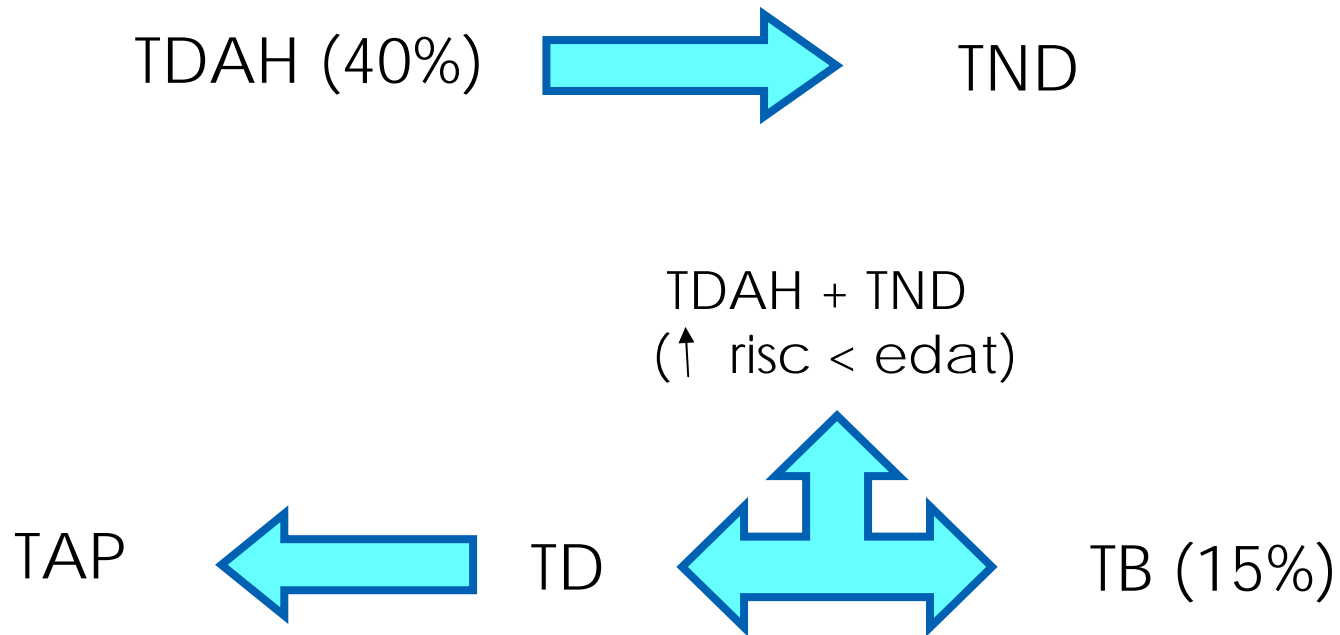 TDAH (40%)
TND
TDAH + TND
(↑ risc < edat)
TAP
TD
TB (15%)